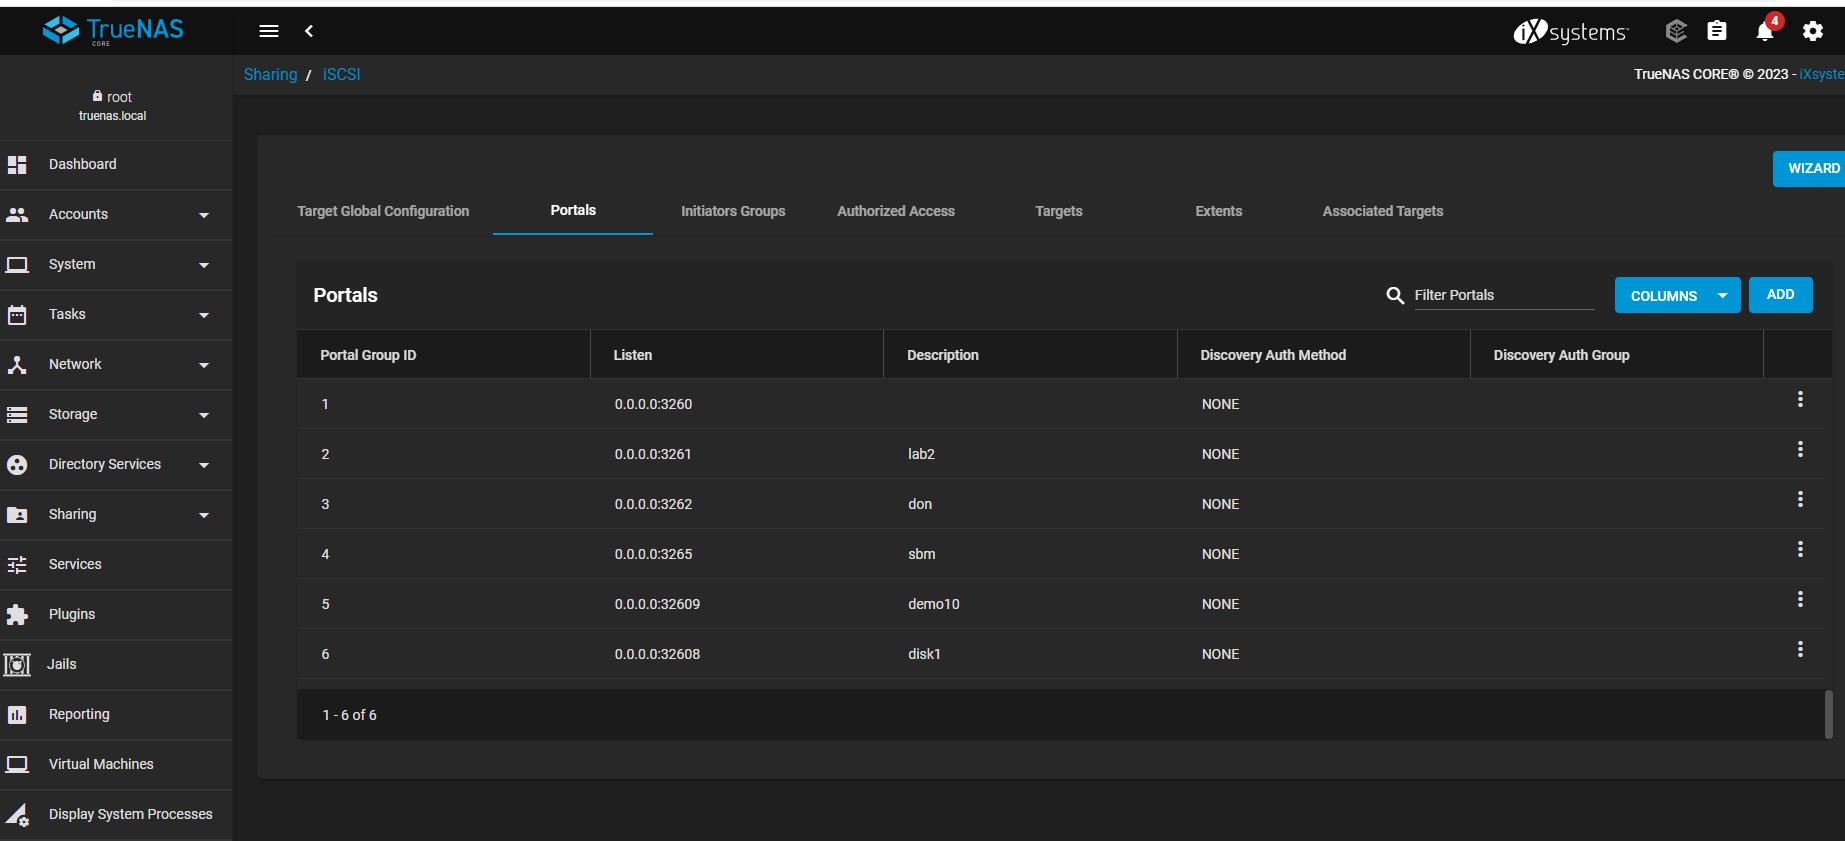 TrueNAS
CORE
iXsystems
4
root
truenas.local
Sharing / iSCSI
TrueNAS CORE® © 2023 - iXsyste
Dashboard
Accounts
System
Tasks
Network
Storage
Directory Services
Sharing
Services
Plugins
Jails
Reporting
Virtual Machines
Display System Processes
WIZARD
Target Global Configuration Portals Initiators Groups Authorized Access Targets Extents Associated Targets
Portals Filter Portals COLUMNS ADD
Portal Group ID Listen Description Discovery Auth Method Discovery Auth Group
1 0.0.0.0:3260 NONE
2 0.0.0.0:3261 lab2 NONE
3 0.0.0.0:3262 don NONE
4 0.0.0.0:3265 sbm NONE
5 0.0.0.0:32609 demo10 NONE
6 0.0.0.0:32608 disk1 NONE
1 - 6 of 6